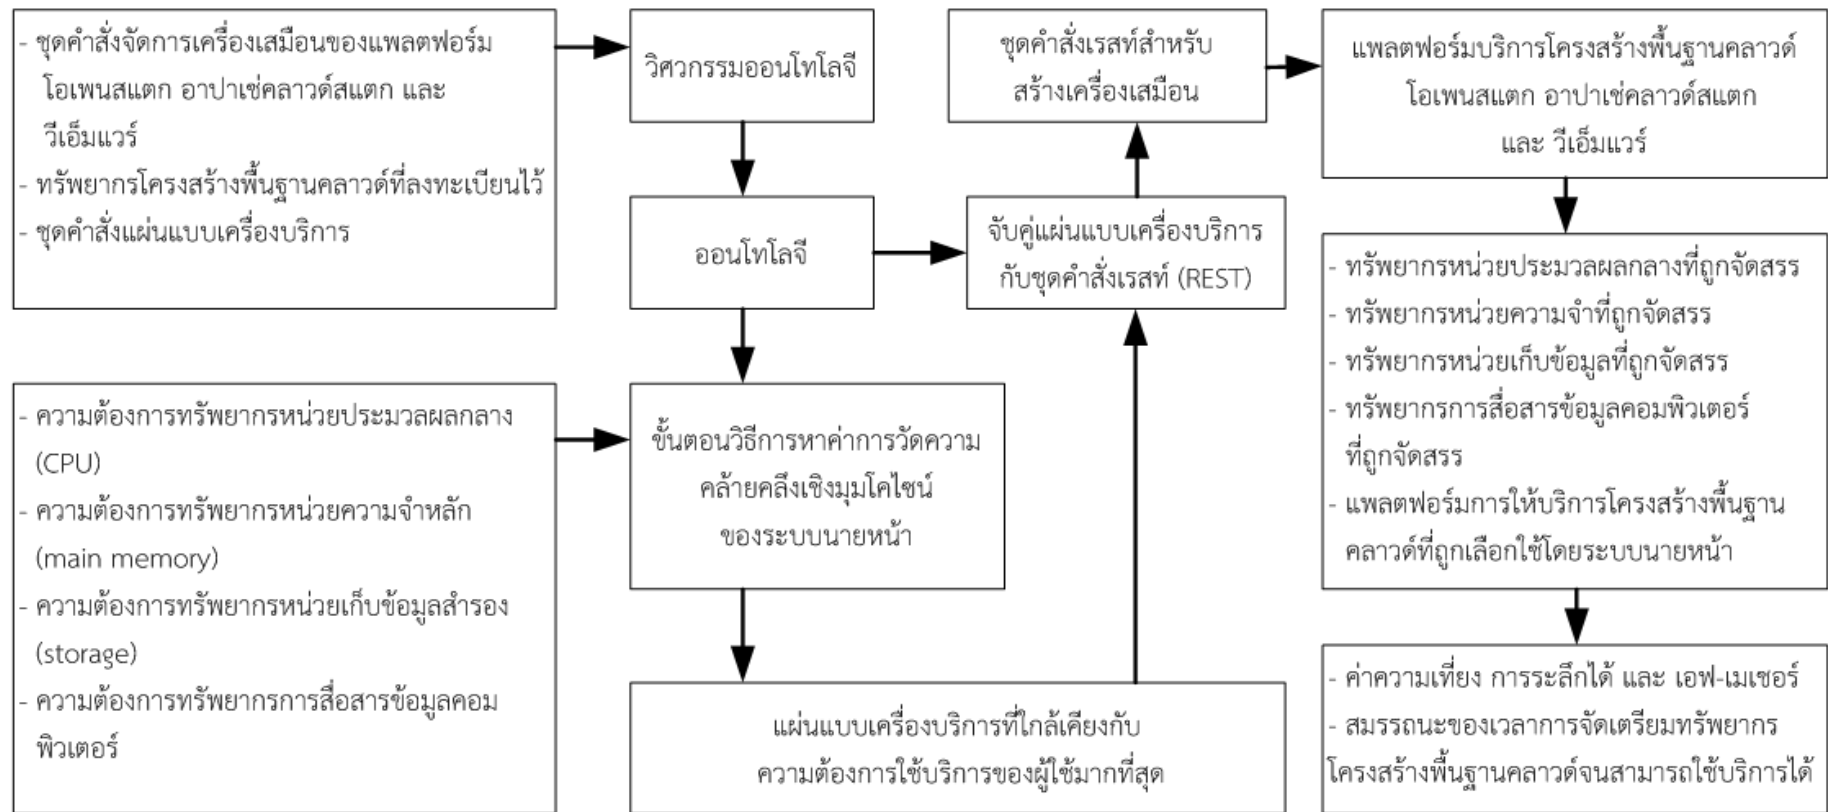 - ชุดคำสั่งจัดการเครื่องเสมือนของแพลตฟอร์ม
โอเพนสแตก อาปาเช่คลาวด์สแตก และ
วีเอ็มแวร์
- ทรัพยากรโครงสร้างพื้นฐานคลาวด์ที่ลงทะเบียนไว้
- ชุดคำสั่งแผ่นแบบเครื่องบริการ
วิศวกรรมออนโทโลจี
ออนโทโลจี
- ความต้องการทรัพยากรหน่วยประมวลผลกลาง
(CPU)
- ความต้องการทรัพยากรหน่วยความจำหลัก
(main memory)
- ความต้องการทรัพยากรหน่วยเก็บข้อมูลสำรอง
(storage)
- ความต้องการทรัพยากรการสื่อสารข้อมูลคอม
พิวเตอร์
ขั้นตอนวิธีการหาค่าการวัดความ
คล้ายคลึงเชิงมุมโคไซน์
ของระบบนายหน้า
แผ่นแบบเครื่องบริการที่ใกล้เคียงกับ
ความต้องการใช้บริการของผู้ใช้มากที่สุด
จับคู่แผ่นแบบเครื่องบริการ
กับชุดคำสั่งเรสท์ (REST)
ชุดคำสั่งเรสท์สำหรับ
สร้างเครื่องเสมือน
แพลตฟอร์มบริการโครงสร้างพื้นฐานคลาวด์
โอเพนสแตก อาปาเช่คลาวด์สแตก
และ วีเอ็มแวร์
- ทรัพยากรหน่วยประมวลผลกลางที่ถูกจัดสรร
- ทรัพยากรหน่วยความจำที่ถูกจัดสรร
- ทรัพยากรหน่วยเก็บข้อมูลที่ถูกจัดสรร
- ทรัพยากรการสื่อสารข้อมูลคอมพิวเตอร์
ที่ถูกจัดสรร
- แพลตฟอร์มการให้บริการโครงสร้างพื้นฐาน
คลาวด์ที่ถูกเลือกใช้โดยระบบนายหน้า
- ค่าความเที่ยง การระลึกได้ และ เอฟ-เมเชอร์
- สมรรถนะของเวลาการจัดเตรียมทรัพยากร
โครงสร้างพื้นฐานคลาวด์จนสามารถใช้บริการได้